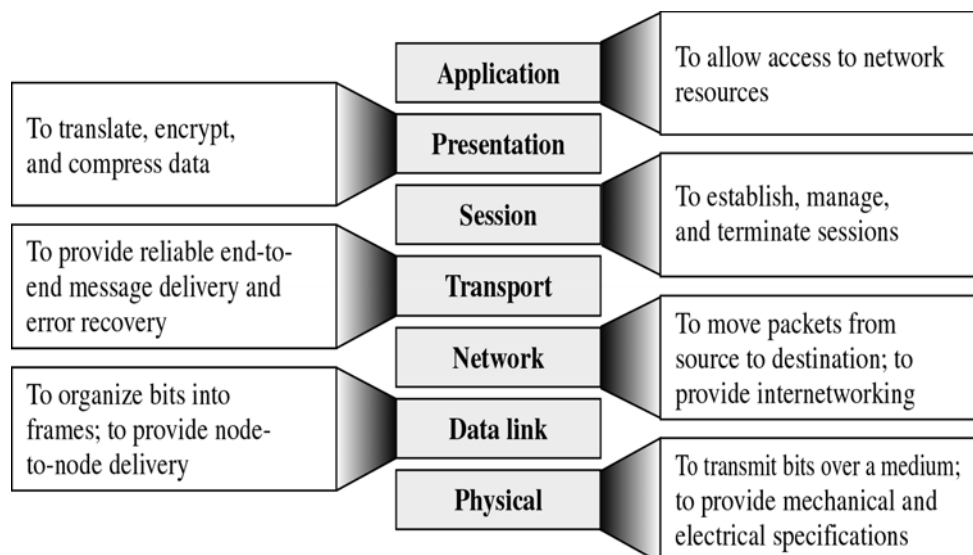 Application
To allow access to network
resources
To translate, encrypt,
and compress data
Presentation
Session
To establish, manage,
and terminate sessions
To provide reliable end-to-
end message delivery and
error recovery
Transport
Network
To move packets from
source to destination; to
provide internetworking
To organize bits into
frames; to provide node-
to-node delivery
Data link
Physical
To transmit bits over a medium;
to provide mechanical and
electrical specifications